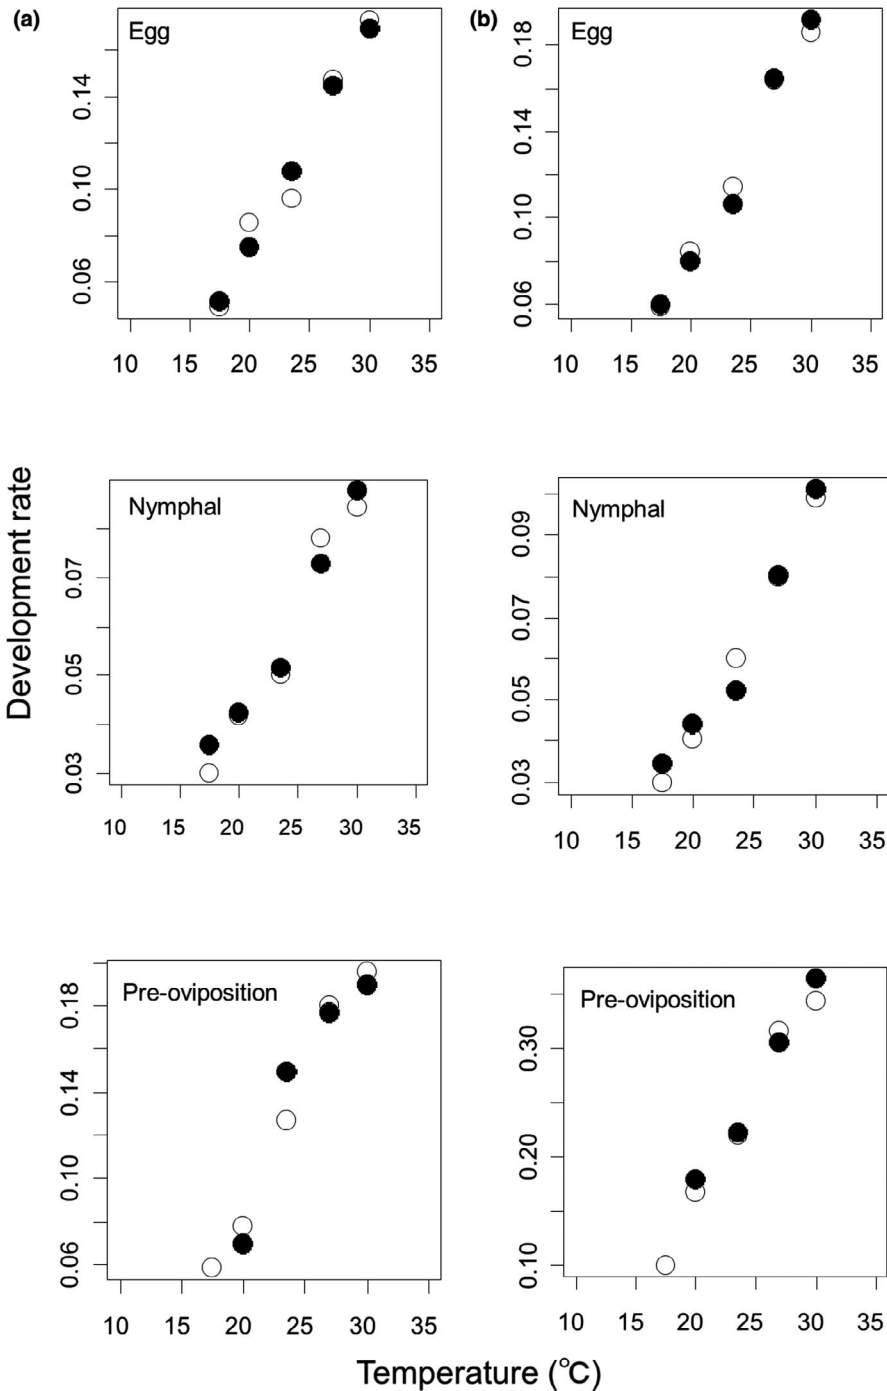 (a)
Egg
0.14
0.10
0.06
10 15 20 25 30 35
(b)
Egg
0.18
0.14
0.10
0.06
10 15 20 25 30 35
Development rate
Nymphal
0.07
0.05
0.03
10 15 20 25 30 35
Nymphal
0.09
0.07
0.05
0.03
10 15 20 25 30 35
Pre-oviposition
0.18
0.14
0.10
0.06
10 15 20 25 30 35
Pre-oviposition
0.30
0.20
0.10
10 15 20 25 30 35
Temperature (℃)